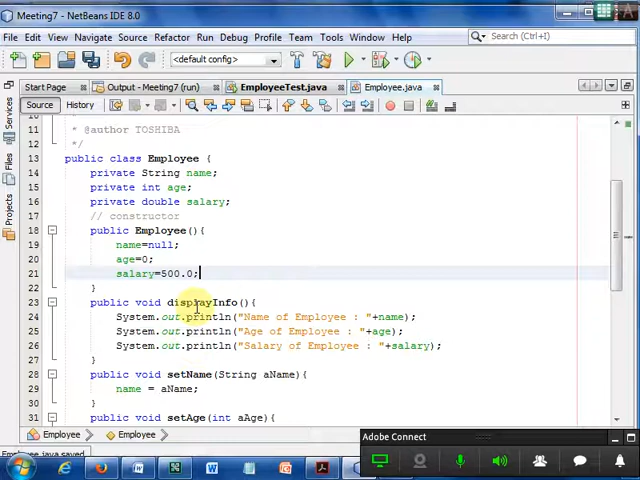 Meeting7 - NetBeans IDE 8.0
File Edit View Navigate Source Refactor Run Debug Profile Team Tools Window Help
Search (Ctrl+I)
<default config>
Start Page Output - Meeting7 (run) EmployeeTest.java Employee.java
Source History
Services
Files
Projects
11 * @author TOSHIBA
12 */
13 public class Employee {
14 private String name;
15 private int age;
16 private double salary;
17 // constructor
18 public Employee(){
19 name=null;
20 age=0;
21 salary=500.0;
22 }
23 public void displayInfo(){
24 System.out.println("Name of Employee : "+name);
25 System.out.println("Age of Employee : "+age);
26 System.out.println("Salary of Employee : "+salary);
27 }
28 public void setName(String aName){
29 name = aName;
30 }
31 public void setAge(int aAge){
Employee Employee
Adobe Connect